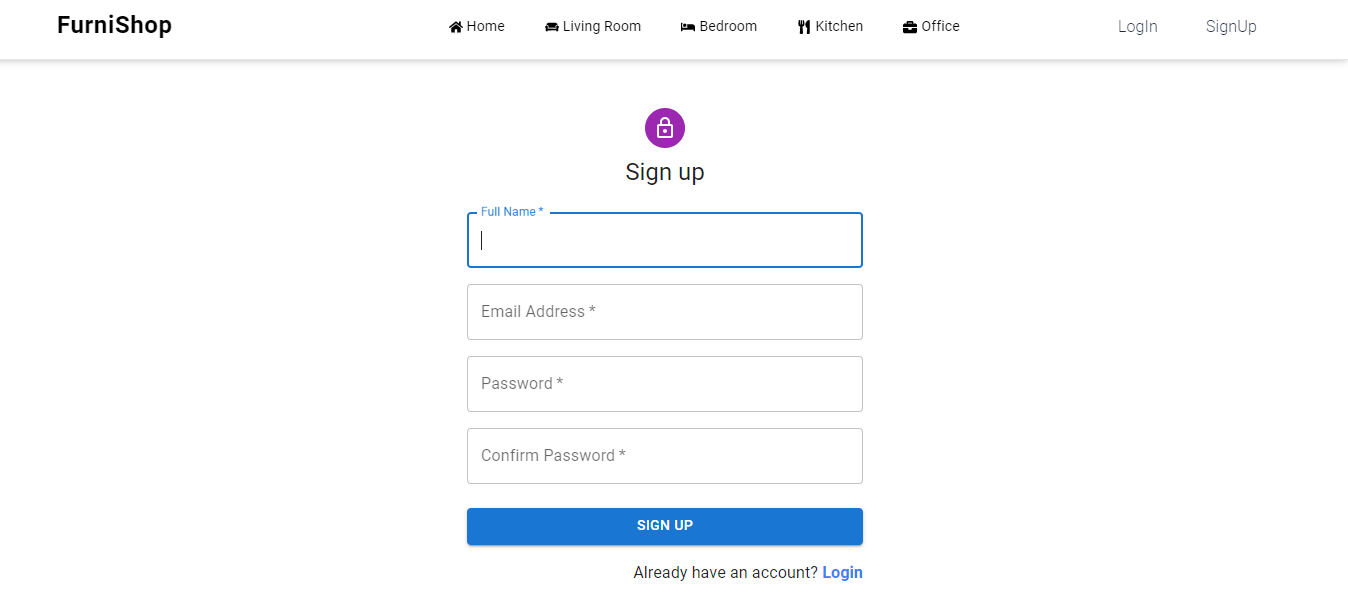 FurniShop Home Living Room Bedroom Kitchen Office LogIn SignUp
Sign up
Full Name *
Email Address *
Password *
Confirm Password *
SIGN UP
Already have an account? Login